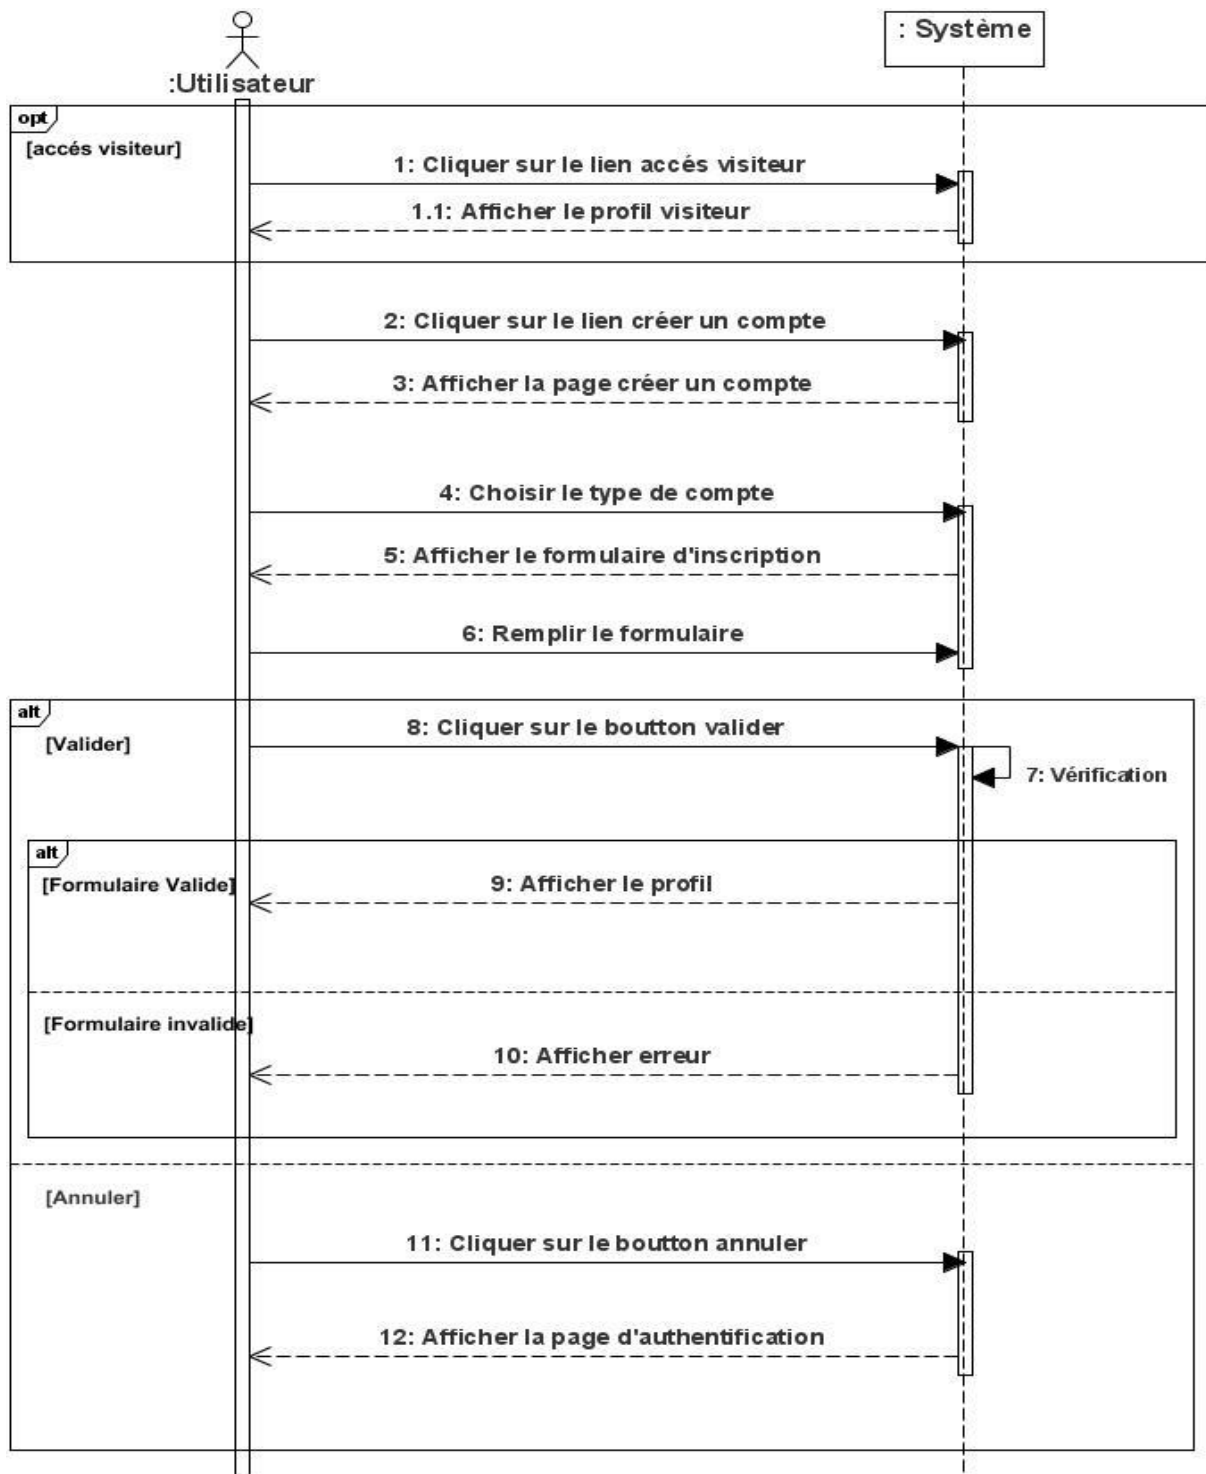 : Système
:Utilisateur
opt
[accés visiteur]
1: Cliquer sur le lien accés visiteur
1.1: Afficher le profil visiteur
2: Cliquer sur le lien créer un compte
3: Afficher la page créer un compte
4: Choisir le type de compte
5: Afficher le formulaire d'inscription
6: Remplir le formulaire
alt
[Valider]
8: Cliquer sur le boutton valider
7: Vérification
alt
[Formulaire Valide]
9: Afficher le profil
[Formulaire invalide]
10: Afficher erreur
[Annuler]
11: Cliquer sur le boutton annuler
12: Afficher la page d'authentification